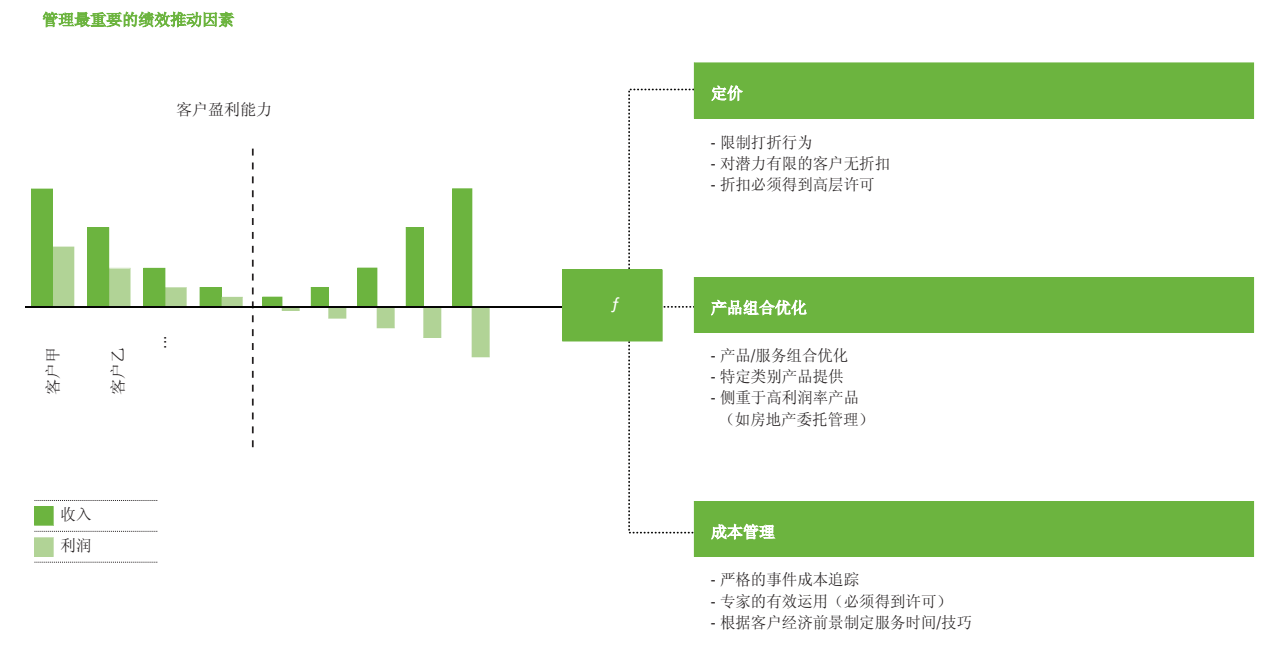 管理最重要的绩效推动因素
客户盈利能力
客户甲
客户乙
...
收入
利润
f
定价
- 限制打折行为
- 对潜力有限的客户无折扣
- 折扣必须得到高层许可
产品组合优化
- 产品/服务组合优化
- 特定类别产品提供
- 侧重于高利润率产品
（如房地产委托管理）
成本管理
- 严格的事件成本追踪
- 专家的有效运用（必须得到许可）
- 根据客户经济前景制定服务时间/技巧